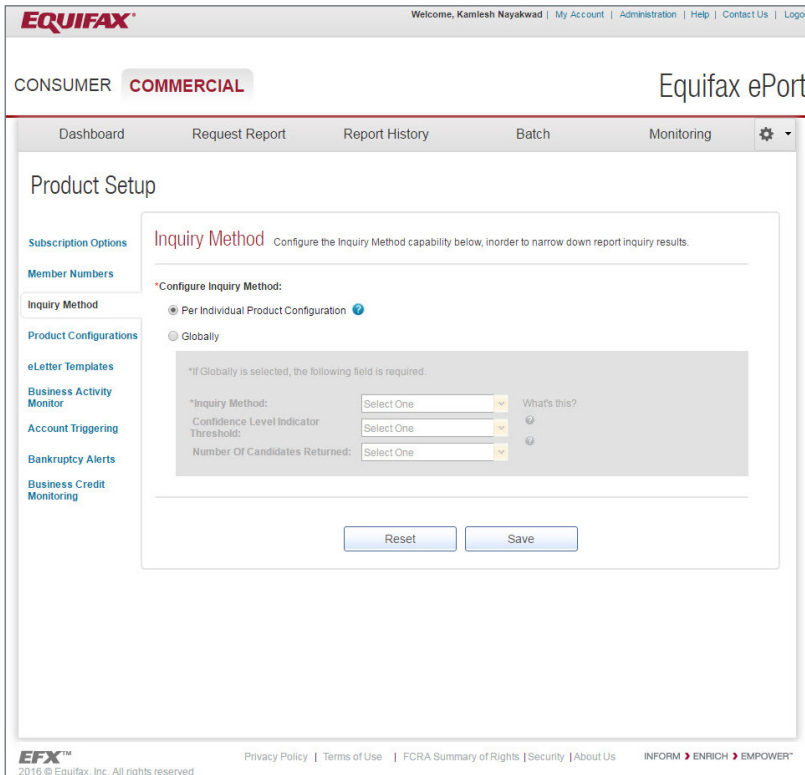 EQUIFAX®
Welcome, Kamlesh Nayakwad | My Account | Administration | Help | Contact Us | Logo
CONSUMER COMMERCIAL
Equifax ePort
Dashboard Request Report Report History Batch Monitoring
Product Setup
Subscription Options
Member Numbers
Inquiry Method
Product Configurations
eLetter Templates
Business Activity
Monitor
Account Triggering
Bankruptcy Alerts
Business Credit
Monitoring
Inquiry Method Configure the Inquiry Method capability below, inorder to narrow down report inquiry results.
*Configure Inquiry Method:
Per Individual Product Configuration ?
Globally
*If Globally is selected, the following field is required.
*Inquiry Method: Select One What's this?
Confidence Level Indicator
Threshold: Select One ?
Number Of Candidates Returned: Select One ?
Reset Save
EFX™
2016 © Equifax, Inc. All rights reserved
Privacy Policy | Terms of Use | FCRA Summary of Rights | Security | About Us
INFORM > ENRICH > EMPOWER™